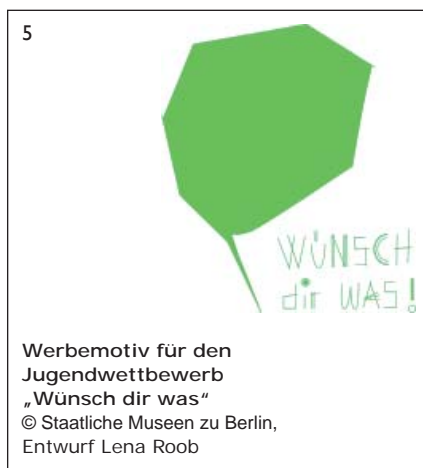 5
WÜNSCH
dir WAS!
Werbemotiv für den
Jugendwettbewerb
„Wünsch dir was“
© Staatliche Museen zu Berlin,
Entwurf Lena Roob